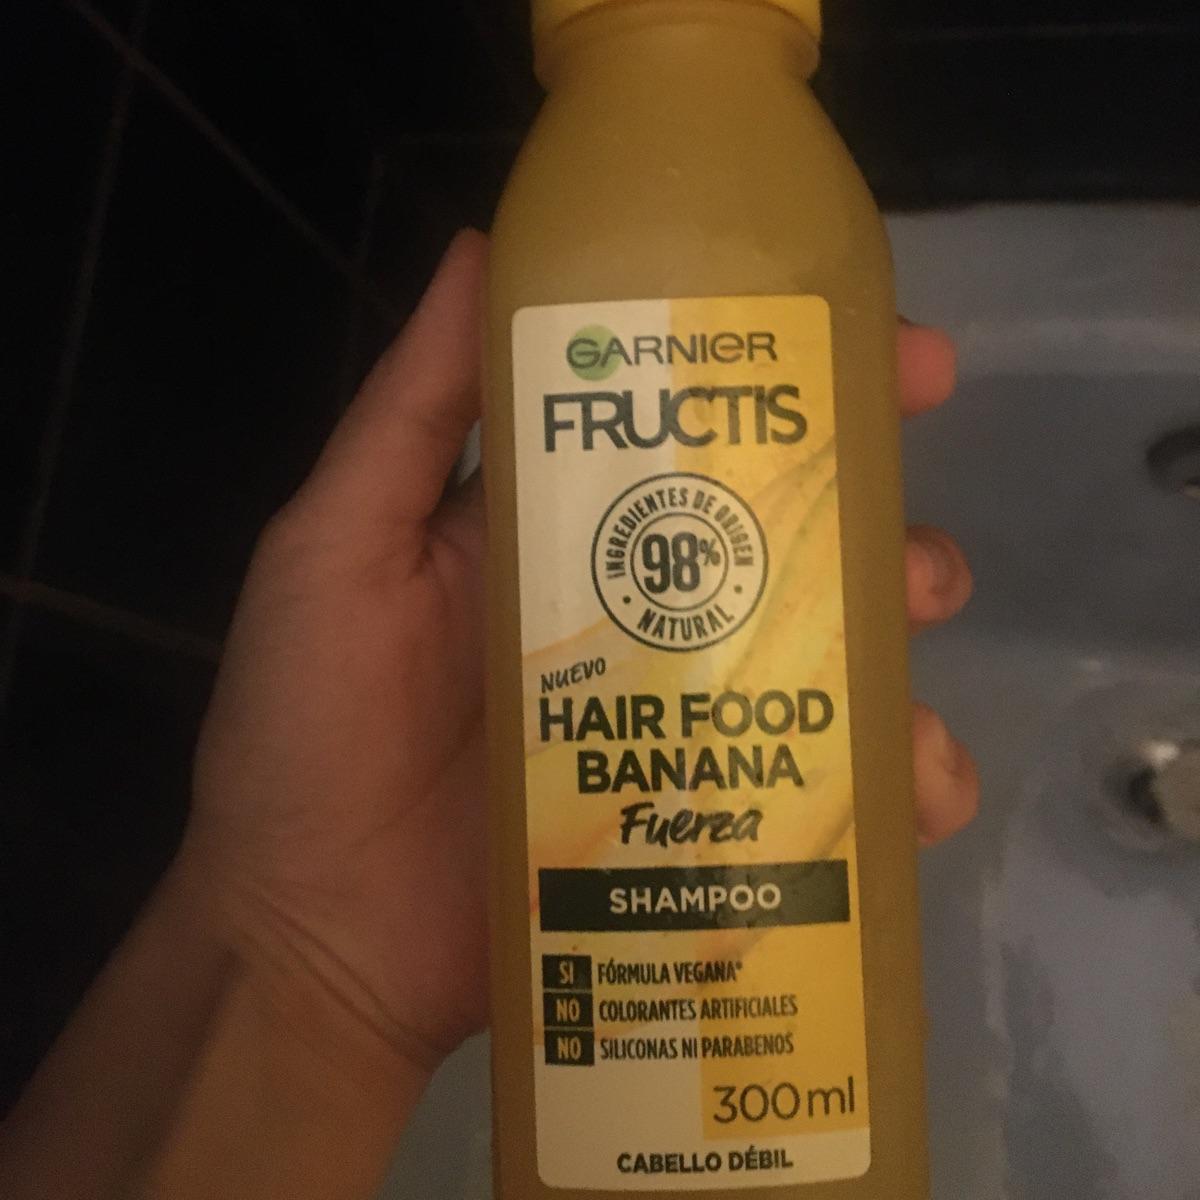 GARNIER
FRUCTIS
INGREDIENTES DE ORIGEN
98%
NATURAL
NUEVO
HAIR FOOD
BANANA
Fuerza
SHAMPOO
SI FÓRMULA VEGANA*
NO COLORANTES ARTIFICIALES
NO SILICONAS NI PARABENOS
300ml
CABELLO DÉBIL